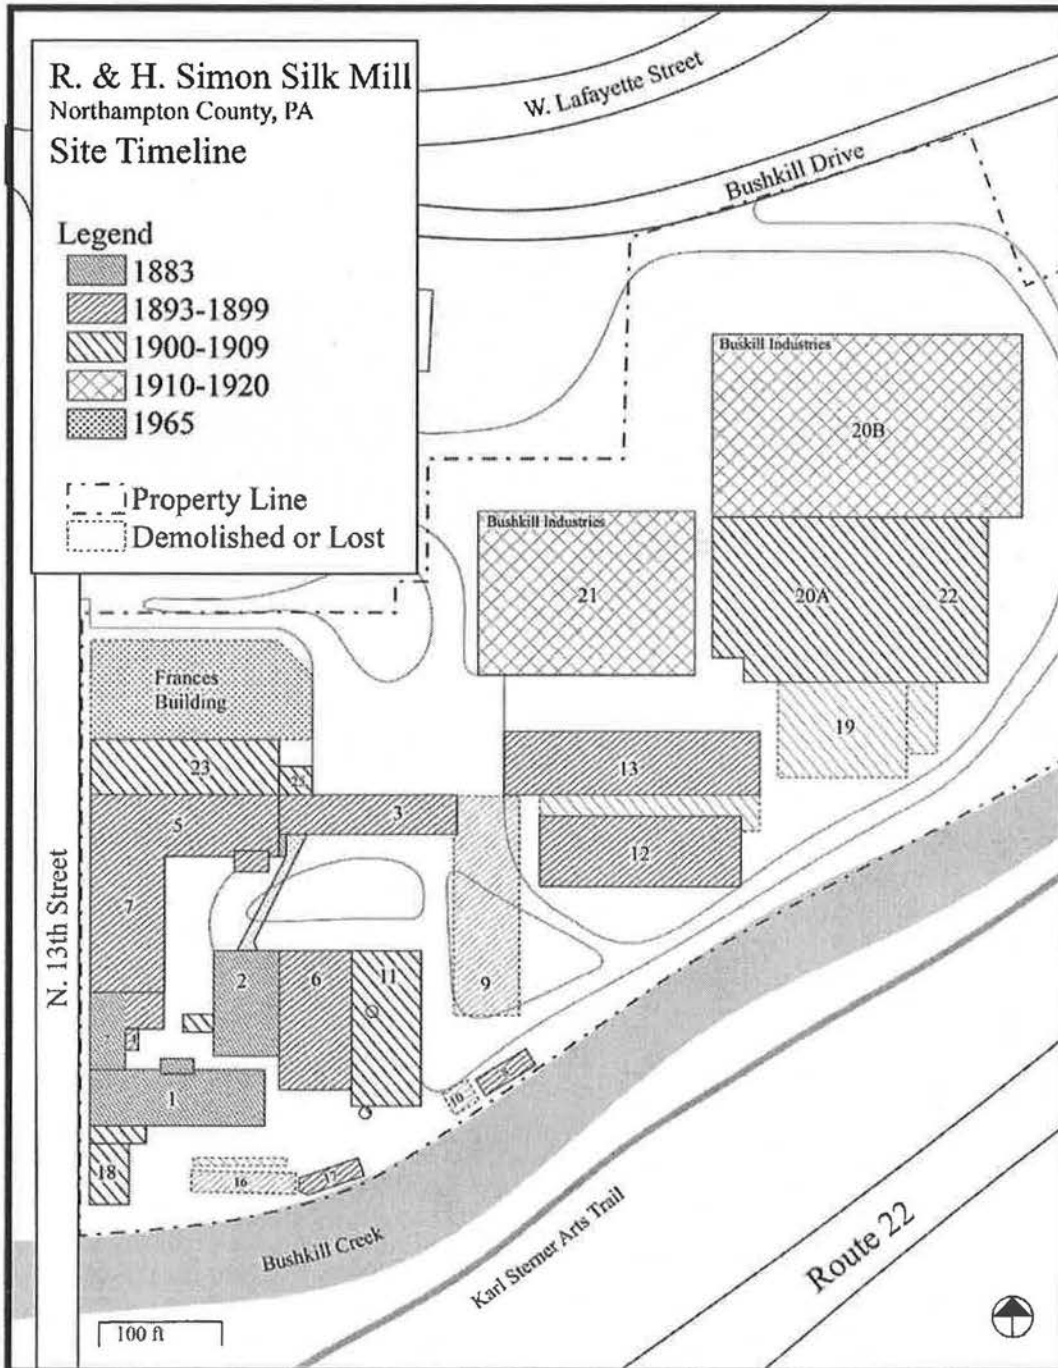 R. & H. Simon Silk Mill
Northampton County, PA
Site Timeline
Legend
1883
1893-1899
1900-1909
1910-1920
1965
Property Line
Demolished or Lost
W. Lafayette Street
Bushkill Drive
Buskill Industries
20B
Bushkill Industries
21
20A
22
19
Frances
Building
23
25
13
5
3
12
7
N. 13th Street
2
6
11
9
1
8
10
18
16
17
Bushkill Creek
Karl Sterner Arts Trail
Route 22
100 ft